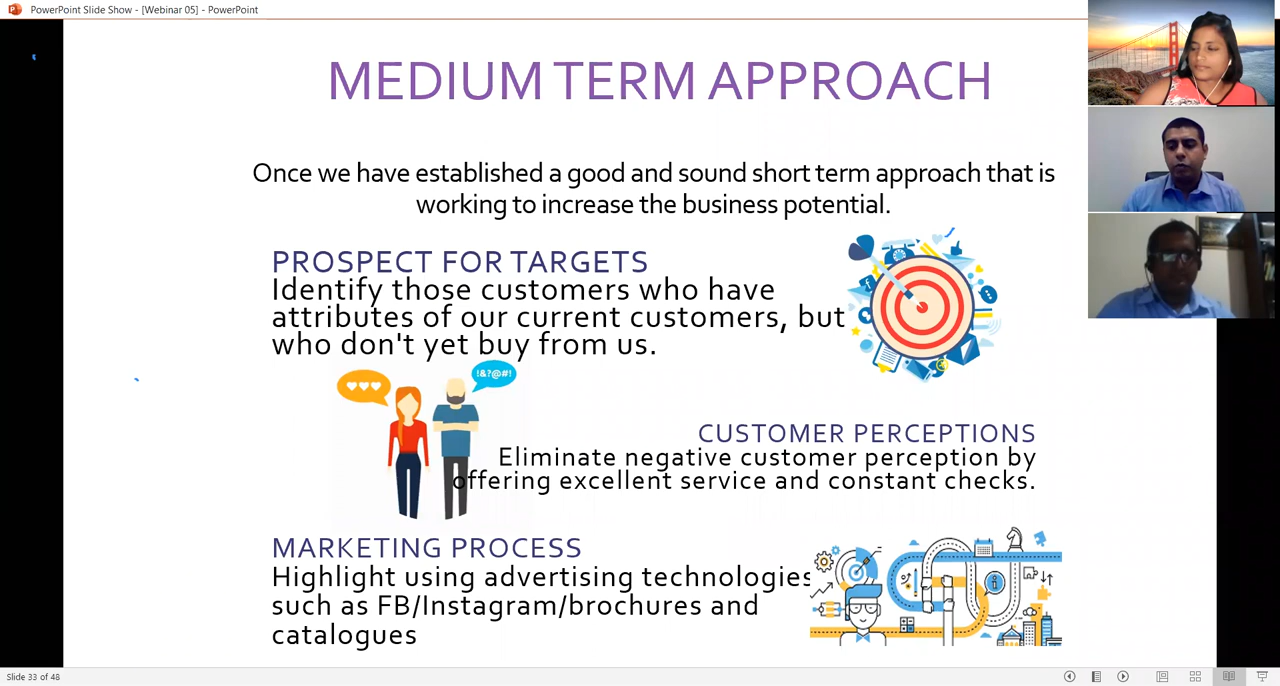 PowerPoint Slide Show - [Webinar 05] - PowerPoint
MEDIUM TERM APPROACH
Once we have established a good and sound short term approach that is
working to increase the business potential.
PROSPECT FOR TARGETS
Identify those customers who have
attributes of our current customers, but
who don't yet buy from us.
!&?@#!
CUSTOMER PERCEPTIONS
Eliminate negative customer perception by
offering excellent service and constant checks.
MARKETING PROCESS
Highlight using advertising technologies
such as FB/Instagram/brochures and
catalogues
Slide 33 of 48